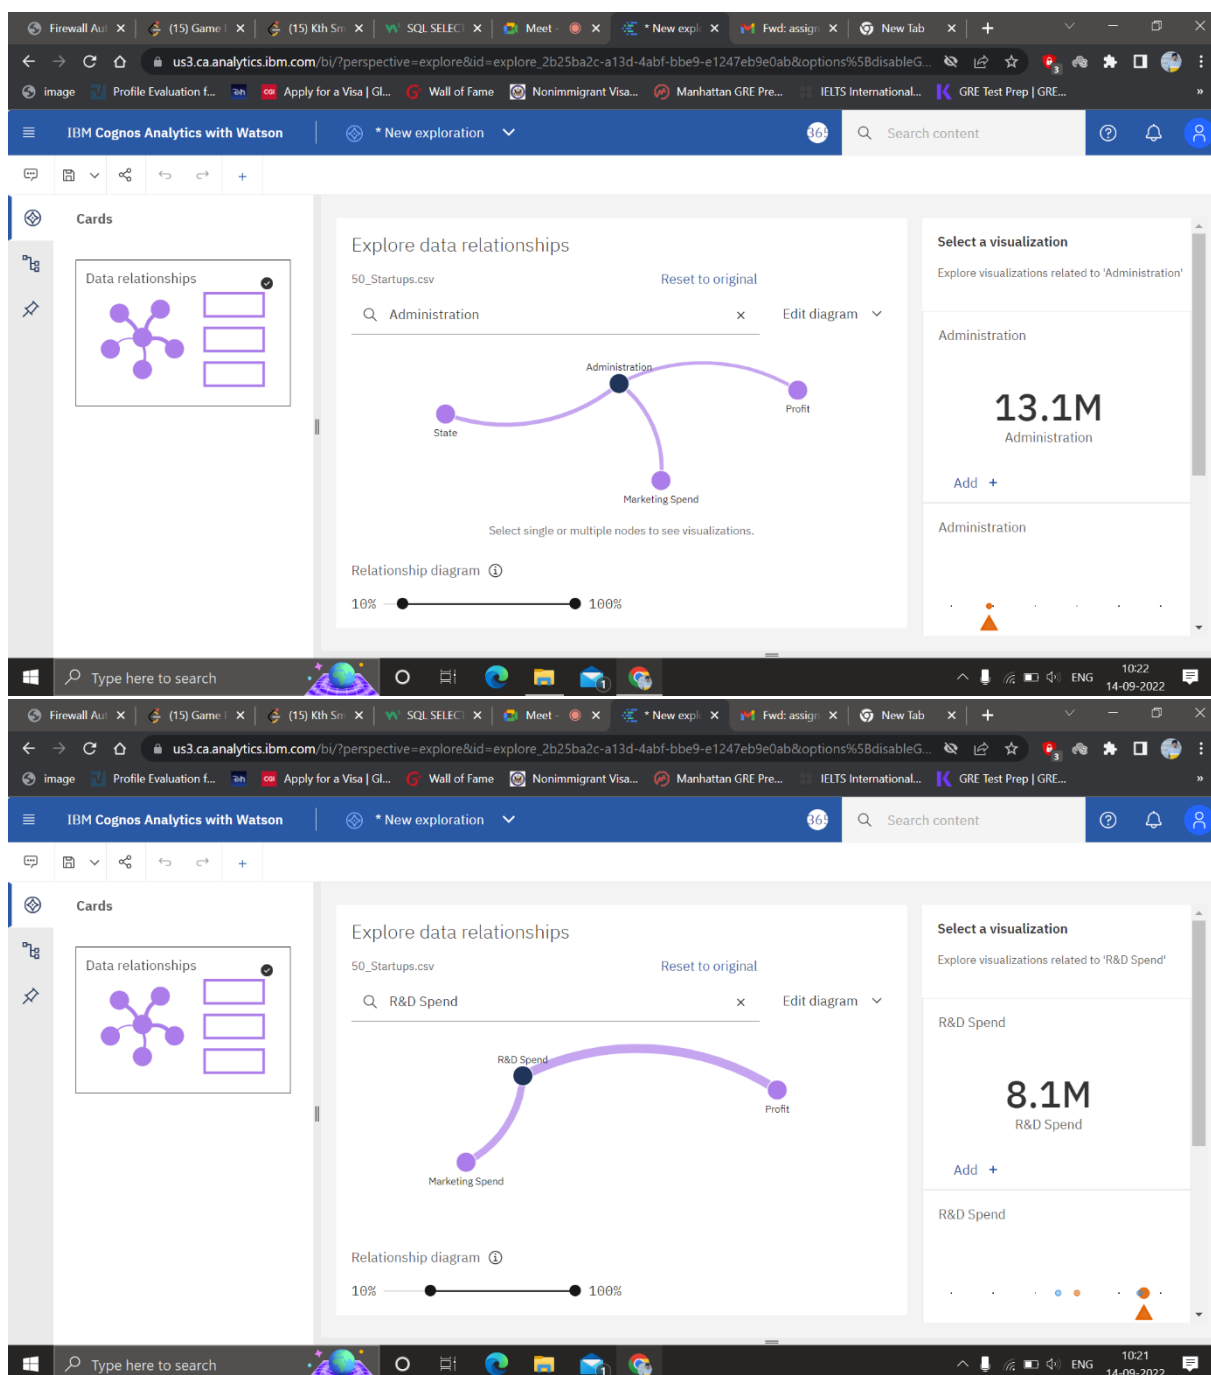 Firewall Aut (15) Game (15) Kth Sm SQL SELECT Meet - * New expl Fwd: assign New Tab
us3.ca.analytics.ibm.com/bi/?perspective=explore&id=explore_2b25ba2c-a13d-4abf-bbe9-e1247eb9e0ab&options%5BdisableG...
image Profile Evaluation f... Apply for a Visa | Gl... Wall of Fame Nonimmigrant Visa... Manhattan GRE Pre... IELTS International... GRE Test Prep | GRE... »
IBM Cognos Analytics with Watson * New exploration 365 Search content
Cards
Data relationships
Explore data relationships
50_Startups.csv Reset to original
Administration Edit diagram
Administration
State
Profit
Marketing Spend
Select single or multiple nodes to see visualizations.
Relationship diagram
10% 100%
Select a visualization
Explore visualizations related to 'Administration'
Administration
13.1M
Administration
Add +
Administration
Type here to search 1 ENG 10:22
14-09-2022
Firewall Aut (15) Game (15) Kth Sm SQL SELECT Meet - * New expl Fwd: assign New Tab
us3.ca.analytics.ibm.com/bi/?perspective=explore&id=explore_2b25ba2c-a13d-4abf-bbe9-e1247eb9e0ab&options%5BdisableG...
image Profile Evaluation f... Apply for a Visa | Gl... Wall of Fame Nonimmigrant Visa... Manhattan GRE Pre... IELTS International... GRE Test Prep | GRE... »
IBM Cognos Analytics with Watson * New exploration 365 Search content
Cards
Data relationships
Explore data relationships
50_Startups.csv Reset to original
R&D Spend Edit diagram
R&D Spend
Profit
Marketing Spend
Relationship diagram
10% 100%
Select a visualization
Explore visualizations related to 'R&D Spend'
R&D Spend
8.1M
R&D Spend
Add +
R&D Spend
Type here to search 1 ENG 10:21
14-09-2022